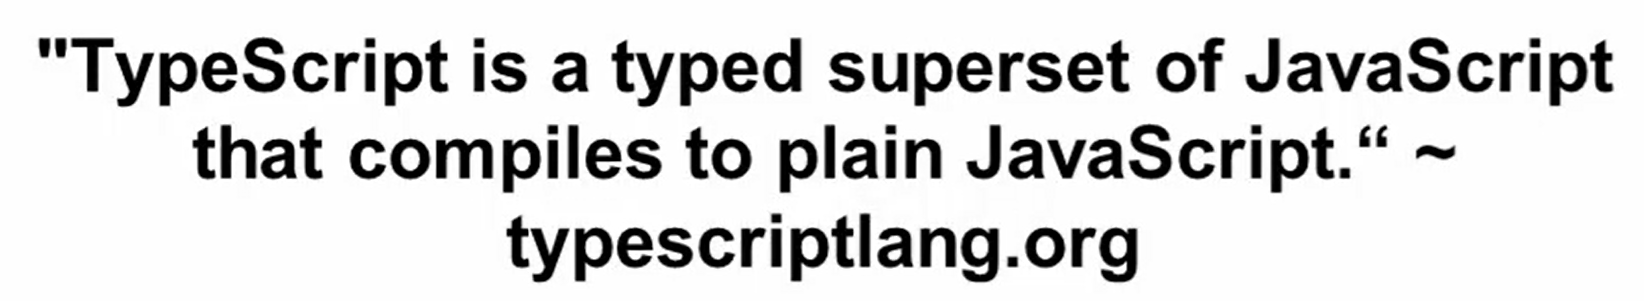 "TypeScript is a typed superset of JavaScript
that compiles to plain JavaScript.“ ~
typescriptlang.org